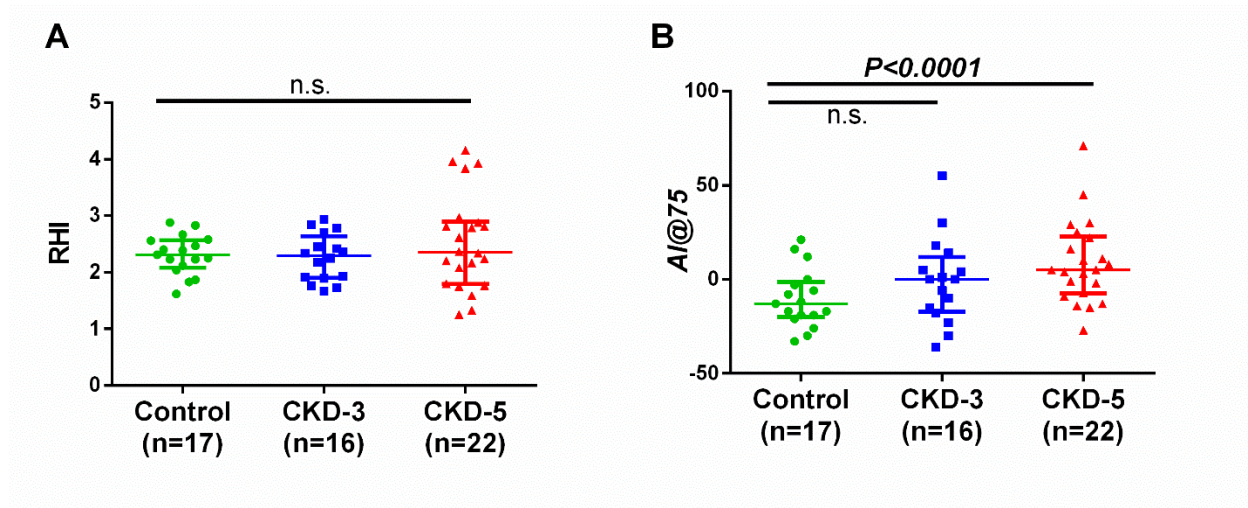 A
n.s.
RHI
5
4
3
2
1
0
Control
(n=17)
CKD-3
(n=16)
CKD-5
(n=22)
B
P<0.0001
n.s.
AI@75
100
50
0
-50
Control
(n=17)
CKD-3
(n=16)
CKD-5
(n=22)